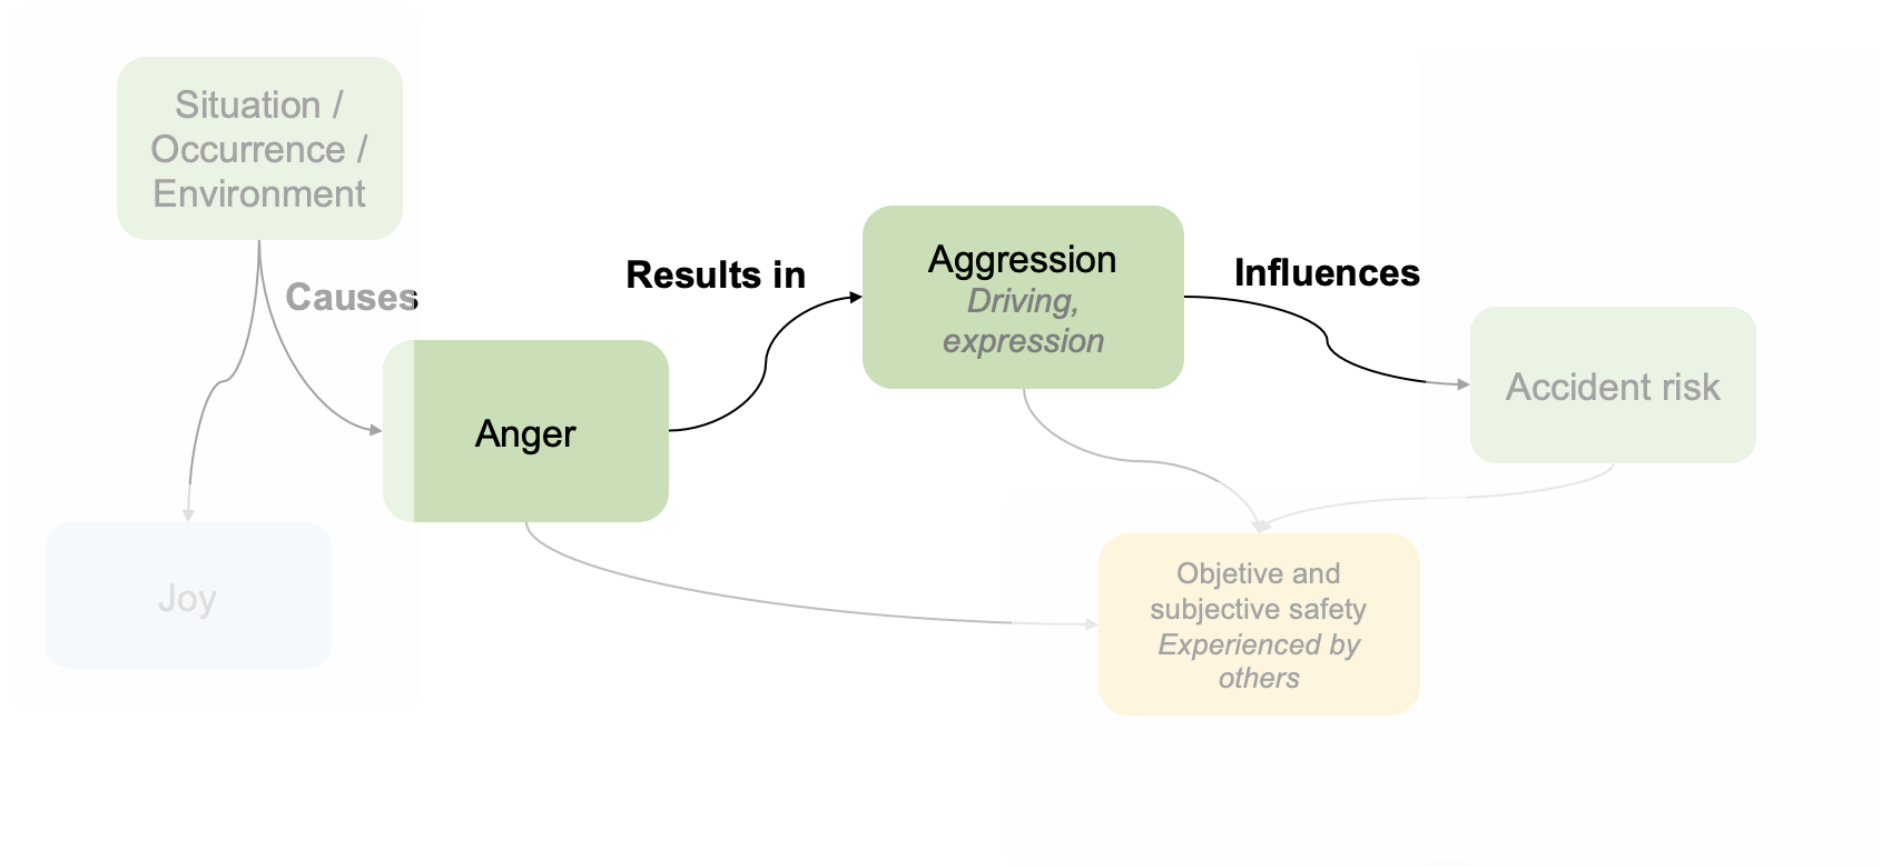 Situation /
Occurrence /
Environment
Causes
Results in
Aggression
Driving,
expression
Influences
Anger
Accident risk
Joy
Objetive and
subjective safety
Experienced by
others